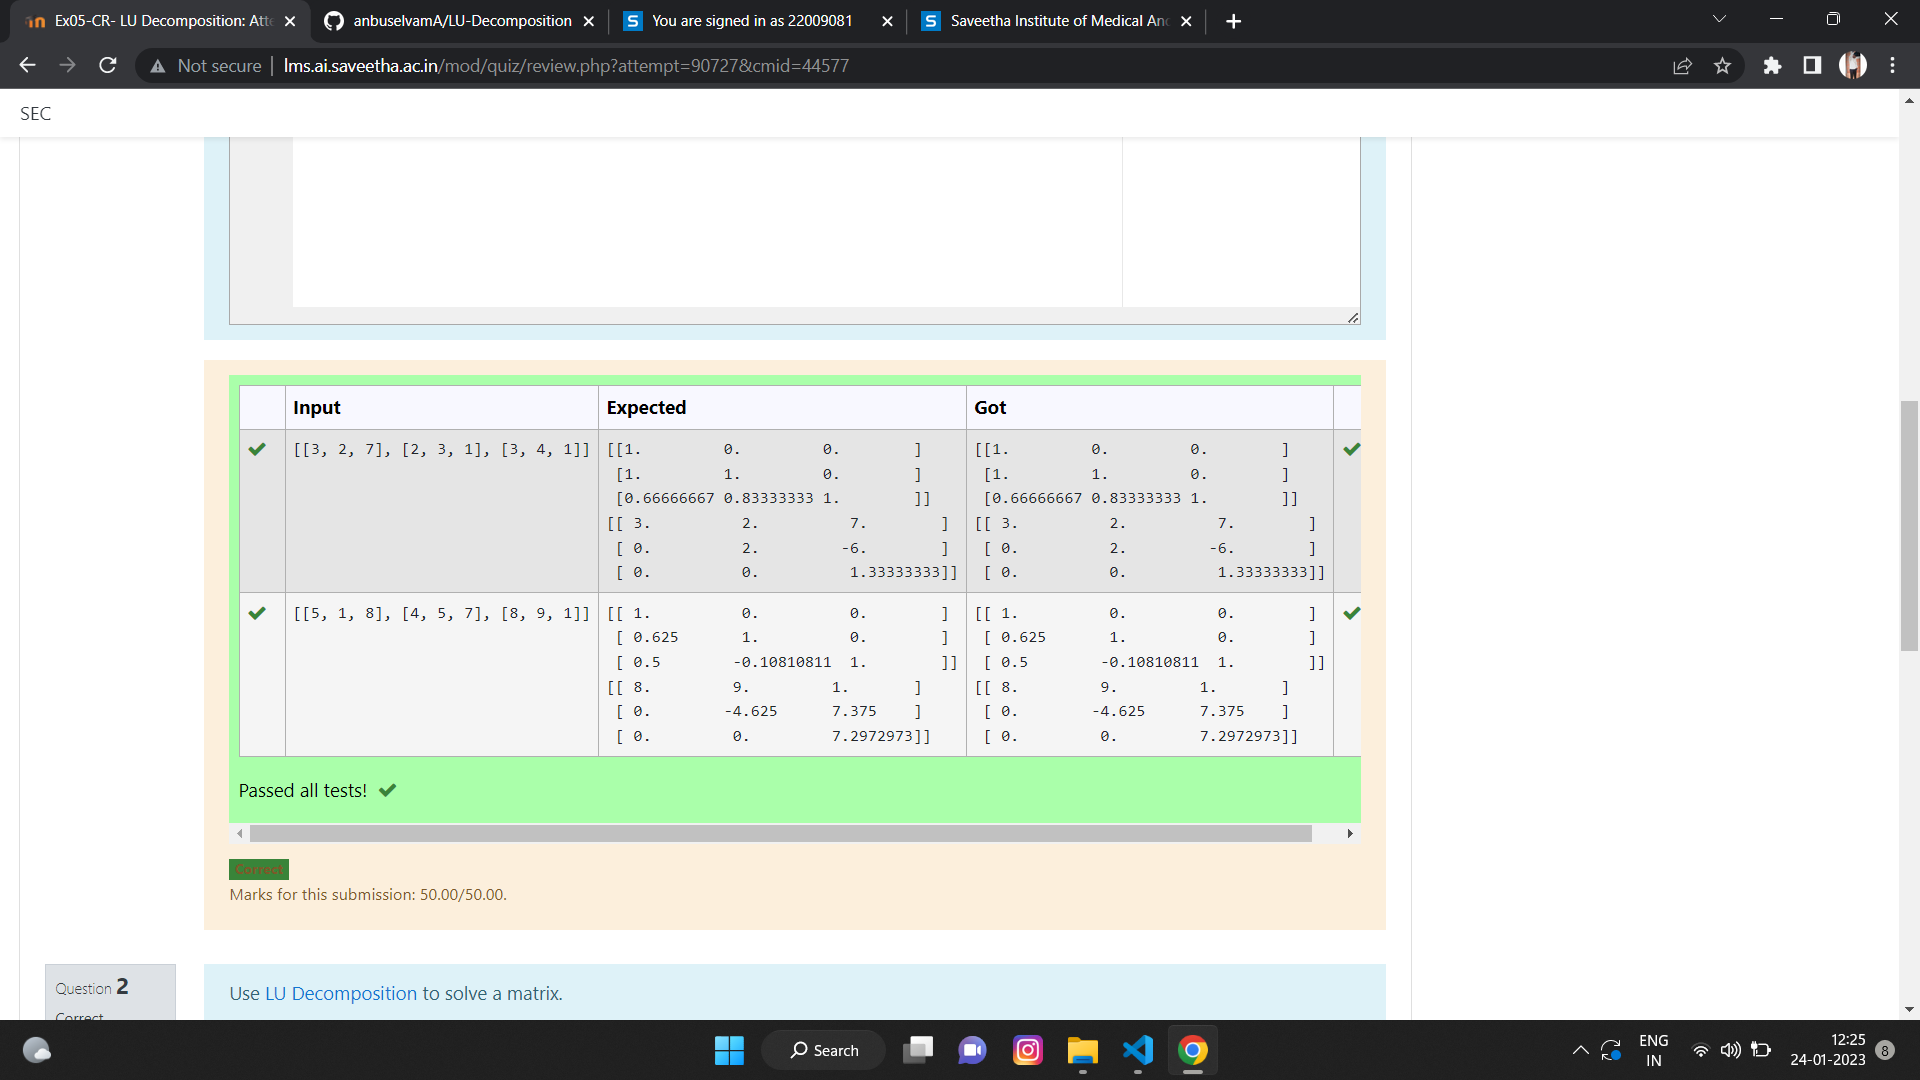 Ex05-CR- LU Decomposition: Atte
anbuselvamA/LU-Decomposition
You are signed in as 22009081
Saveetha Institute of Medical And
Not secure | lms.ai.saveetha.ac.in/mod/quiz/review.php?attempt=90727&cmid=44577
SEC
Input Expected Got
[[3, 2, 7], [2, 3, 1], [3, 4, 1]] [[1. 0. 0. ] [[1. 0. 0. ]
[1. 1. 0. ] [1. 1. 0. ]
[0.66666667 0.83333333 1. ]] [0.66666667 0.83333333 1. ]]
[[ 3. 2. 7. ] [[ 3. 2. 7. ]
[ 0. 2. -6. ] [ 0. 2. -6. ]
[ 0. 0. 1.33333333]] [ 0. 0. 1.33333333]]
[[5, 1, 8], [4, 5, 7], [8, 9, 1]] [[ 1. 0. 0. ] [[ 1. 0. 0. ]
[ 0.625 1. 0. ] [ 0.625 1. 0. ]
[ 0.5 -0.10810811 1. ]] [ 0.5 -0.10810811 1. ]]
[[ 8. 9. 1. ] [[ 8. 9. 1. ]
[ 0. -4.625 7.375 ] [ 0. -4.625 7.375 ]
[ 0. 0. 7.2972973]] [ 0. 0. 7.2972973]]
Passed all tests!
Correct
Marks for this submission: 50.00/50.00.
Question 2
Correct
Use LU Decomposition to solve a matrix.
Search
ENG
IN
12:25
24-01-2023
8